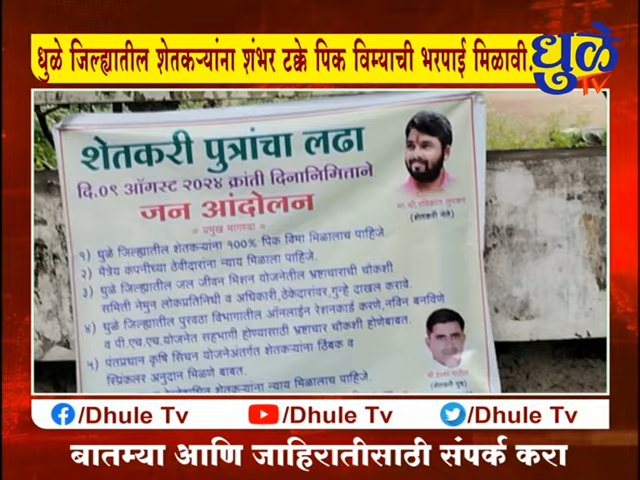 धुळे जिल्ह्यातील शेतकऱ्यांना शंभर टक्के पिक विम्याची भरपाई मिळावी.
धुळे
TV
शेतकरी पुत्रांचा लढा
दि.०९ ऑगस्ट २०२४ क्रांती दिनानिमिताने
जन आंदोलन
प्रमुख मागण्या
१) धुळे जिल्ह्यातील शेतकऱ्यांना १००% पिक विमा मिळालाच पाहिजे.
२) मैत्रेय कंपनीच्या ठेवीदारांना न्याय मिळाला पाहिजे.
३) धुळे जिल्ह्यातील जल जीवन मिशन योजनेतील भ्रष्टाचाराची चोकशी
समिती नेमुन लोकप्रतिनिधी व अधिकारी, ठेकेदारांवर,गुन्हे दाखल करावे.
४) धुळे जिल्ह्यातील पुरवठा विभागातील ऑनलाईन रेशनकार्ड करणे,नविन बनविणे
व पी.एच.एच.योजनेत सहभागी होण्यासाठी भ्रष्टाचार चौकशी होणेबाबत.
५) पंतप्रधान कृषि सिंचन योजनेअंतर्गत शेतकऱ्यांना ठिंबक व
स्प्रिंकलर अनुदान मिळणे बाबत.
शेतकऱ्यांना न्याय मिळालाच पाहिजे.
मा.श्री.रविकांत तुपकर
(शेतकरी नेते)
(शेतकरी पुत्र)
/Dhule Tv
/Dhule Tv
/Dhule Tv
बातम्या आणि जाहिरातीसाठी संपर्क करा